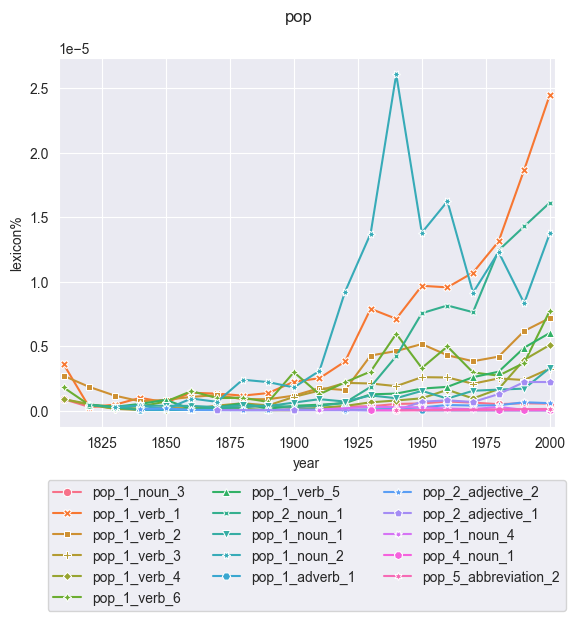 pop
1e−5
2.5
2.0
1.5
1.0
0.5
0.0
lexicon%
1825 1850 1875 1900 1925 1950 1975 2000
year
pop_1_noun_3 pop_1_verb_5 pop_2_adjective_2
pop_1_verb_1 pop_2_noun_1 pop_2_adjective_1
pop_1_verb_2 pop_1_noun_1 pop_1_noun_4
pop_1_verb_3 pop_1_noun_2 pop_4_noun_1
pop_1_verb_4 pop_1_adverb_1 pop_5_abbreviation_2
pop_1_verb_6